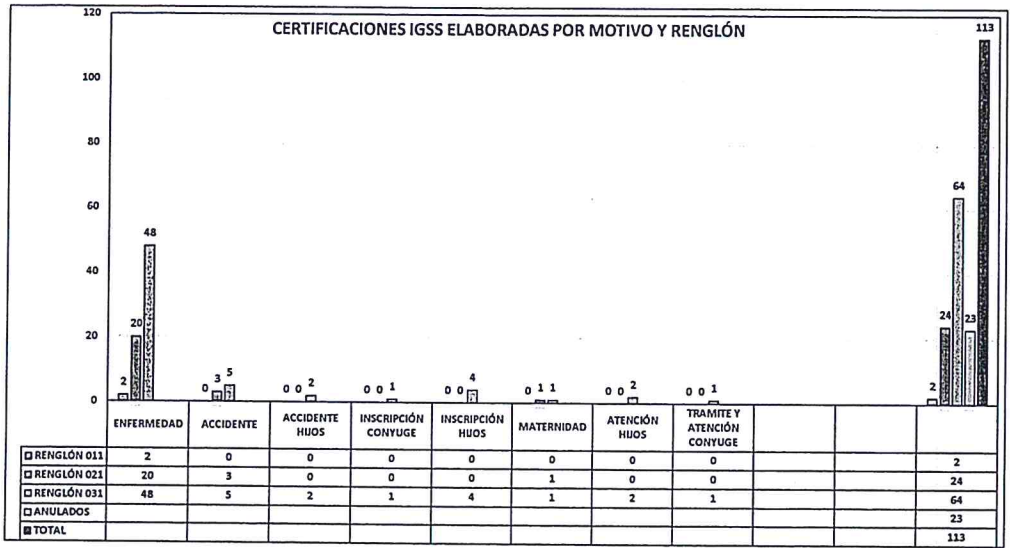 CERTIFICACIONES IGSS ELABORADAS POR MOTIVO Y RENGLÓN
120
100
80
60
40
20
0
2 20 48
0 3 5
0 0 2
0 0 1
0 0 4
0 1 1
0 0 2
0 0 1
2 24 64 23 113
ENFERMEDAD ACCIDENTE ACCIDENTE HIJOS INSCRIPCIÓN CONYUGE INSCRIPCIÓN HIJOS MATERNIDAD ATENCIÓN HIJOS TRAMITE Y ATENCIÓN CONYUGE
RENGLÓN 011 2 0 0 0 0 0 0 0 2
RENGLÓN 021 20 3 0 0 0 1 0 0 24
RENGLÓN 031 48 5 2 1 4 1 2 1 64
ANULADOS 23
TOTAL 113